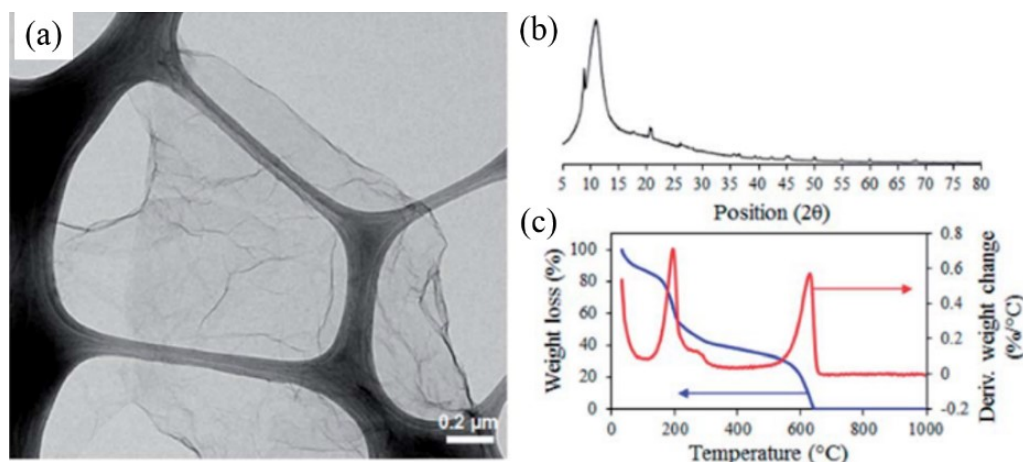 (a)
0.2 µm
(b)
5 10 15 20 25 30 35 40 45 50 55 60 65 70 75 80
Position (2θ)
(c)
Weight loss (%)
100
80
60
40
20
0
0 200 400 600 800 1000
Temperature (°C)
0.8
0.6
0.4
0.2
0
-0.2
Deriv. weight change
(%/°C)